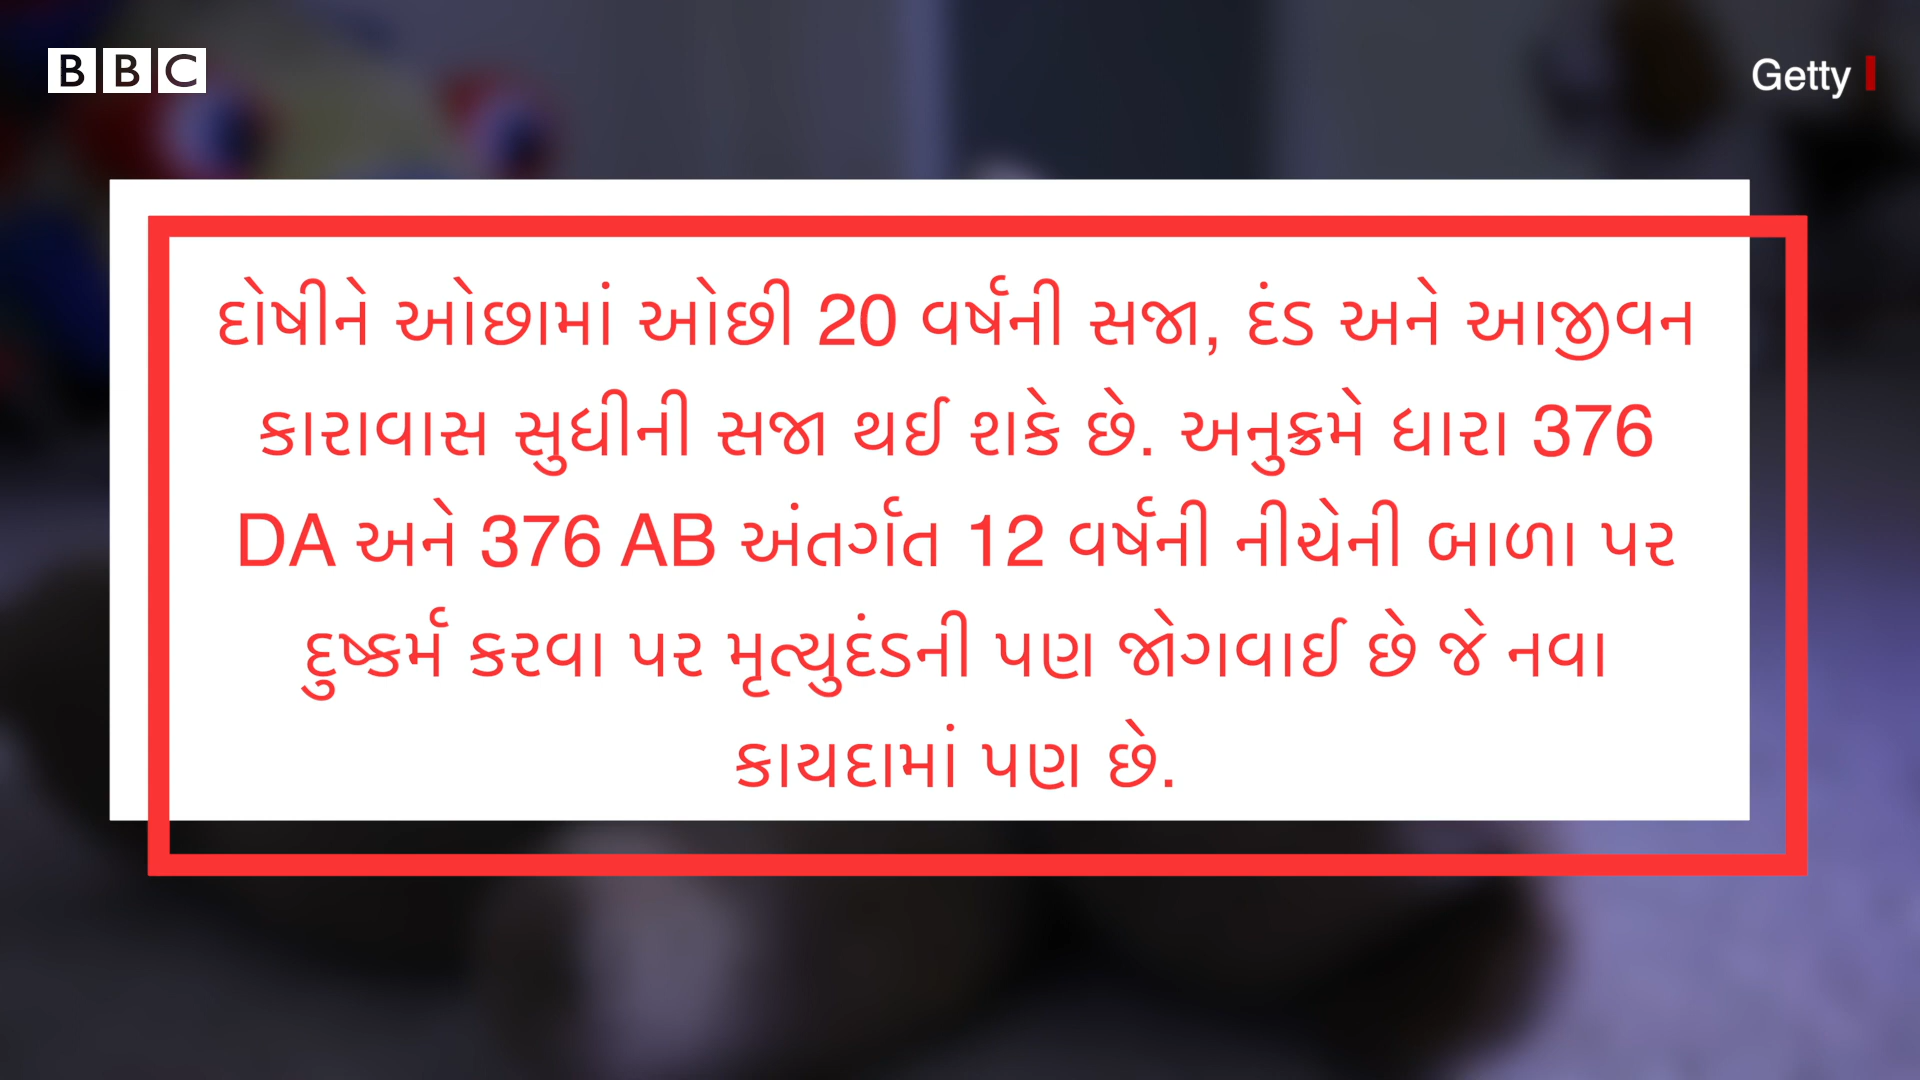 BBC
Getty
દોષીને ઓછામાં ઓછી 20 વર્ષની સજા, દંડ અને આજીવન
કારાવાસ સુધીની સજા થઈ શકે છે. અનુક્રમે ધારા 376
DA અને 376 AB અંતર્ગત 12 વર્ષની નીચેની બાળા પર
દુષ્કર્મ કરવા પર મૃત્યુદંડની પણ જોગવાઈ છે જે નવા
કાયદામાં પણ છે.